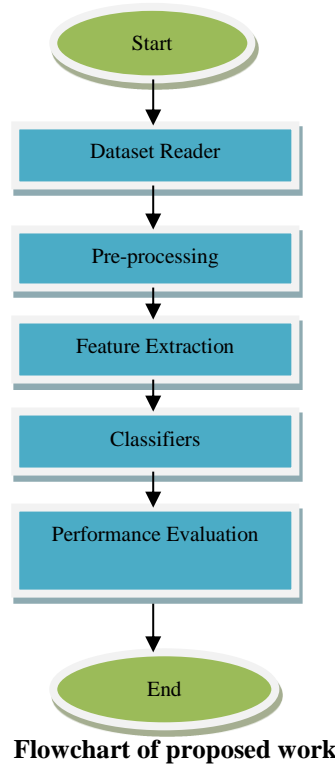 Start
Dataset Reader
Pre-processing
Feature Extraction
Classifiers
Performance Evaluation
End
Flowchart of proposed work